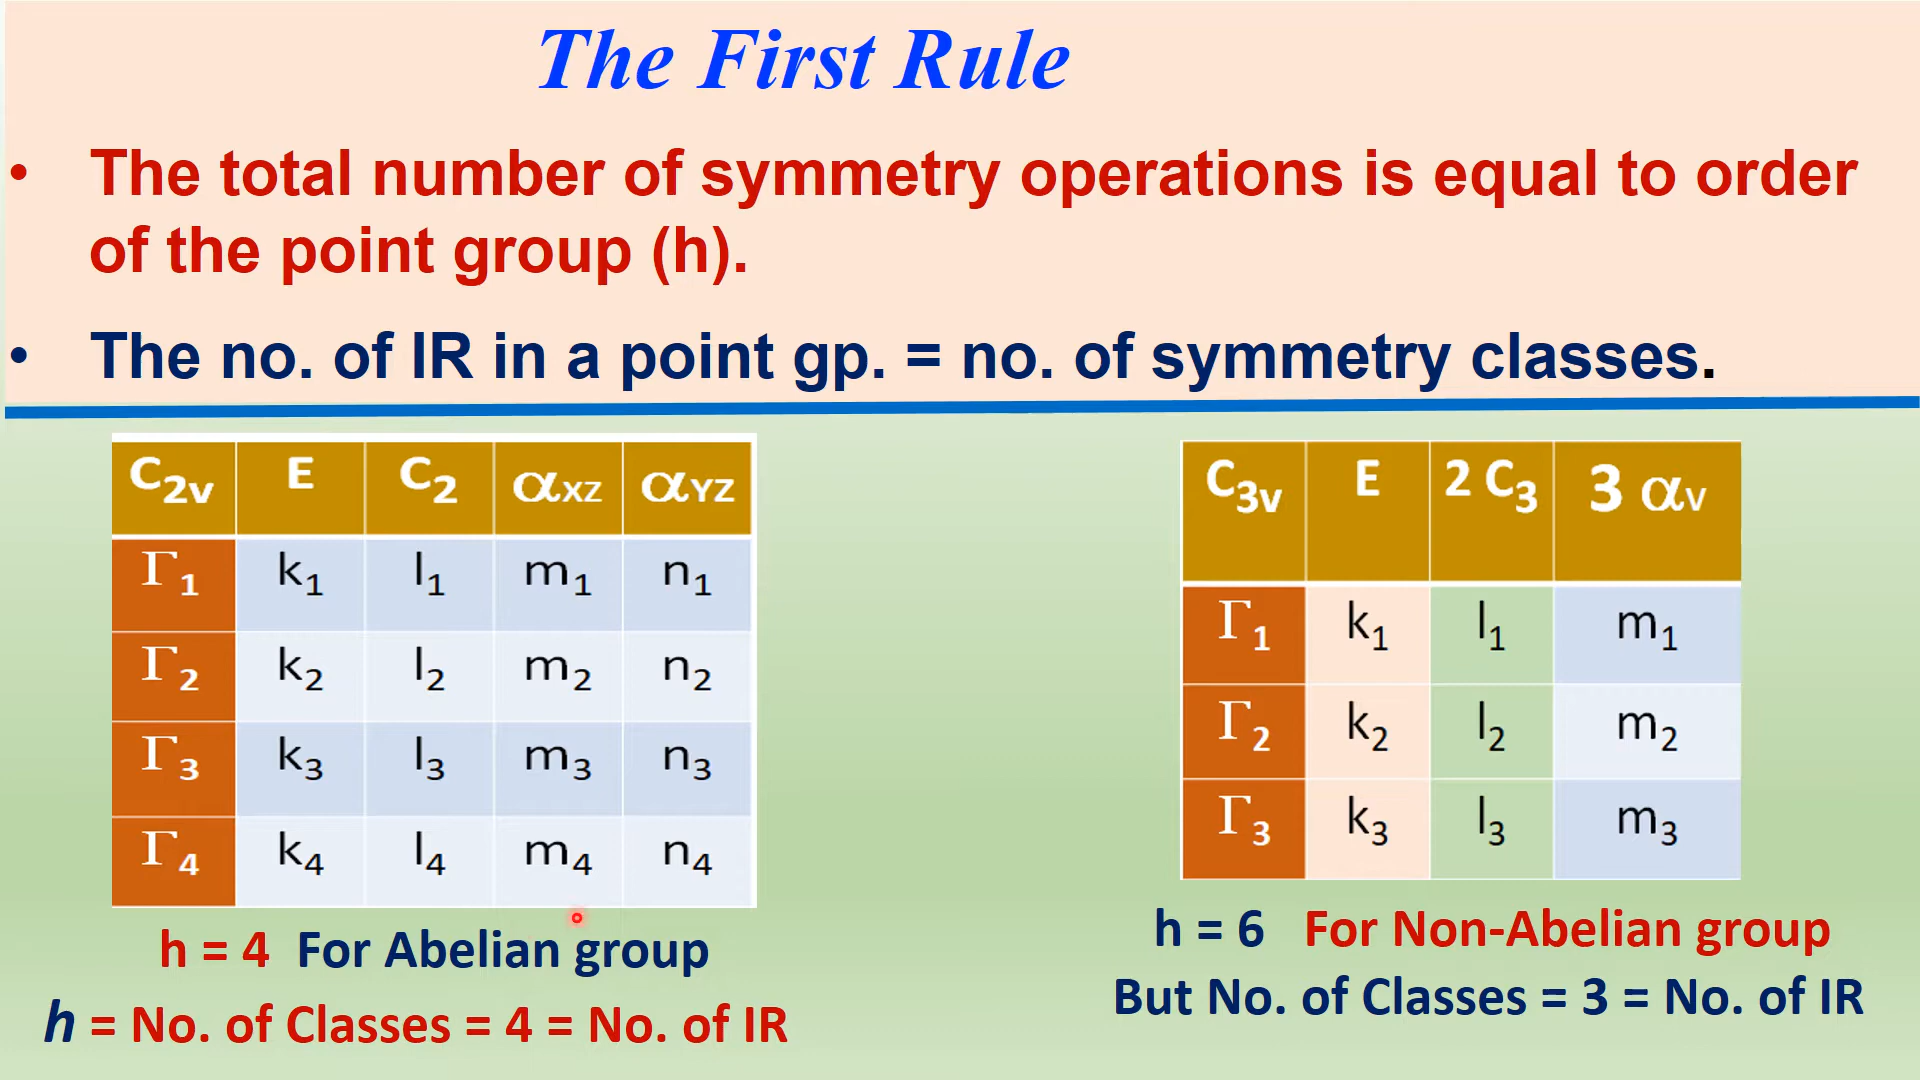 The First Rule
• The total number of symmetry operations is equal to order
of the point group (h).
• The no. of IR in a point gp. = no. of symmetry classes.
C₂ᵥ E C₂ αXZ αYZ
Γ₁ k₁ l₁ m₁ n₁
Γ₂ k₂ l₂ m₂ n₂
Γ₃ k₃ l₃ m₃ n₃
Γ₄ k₄ l₄ m₄ n₄
h = 4 For Abelian group
h = No. of Classes = 4 = No. of IR
C₃ᵥ E 2 C₃ 3 αᵥ
Γ₁ k₁ l₁ m₁
Γ₂ k₂ l₂ m₂
Γ₃ k₃ l₃ m₃
h = 6 For Non-Abelian group
But No. of Classes = 3 = No. of IR